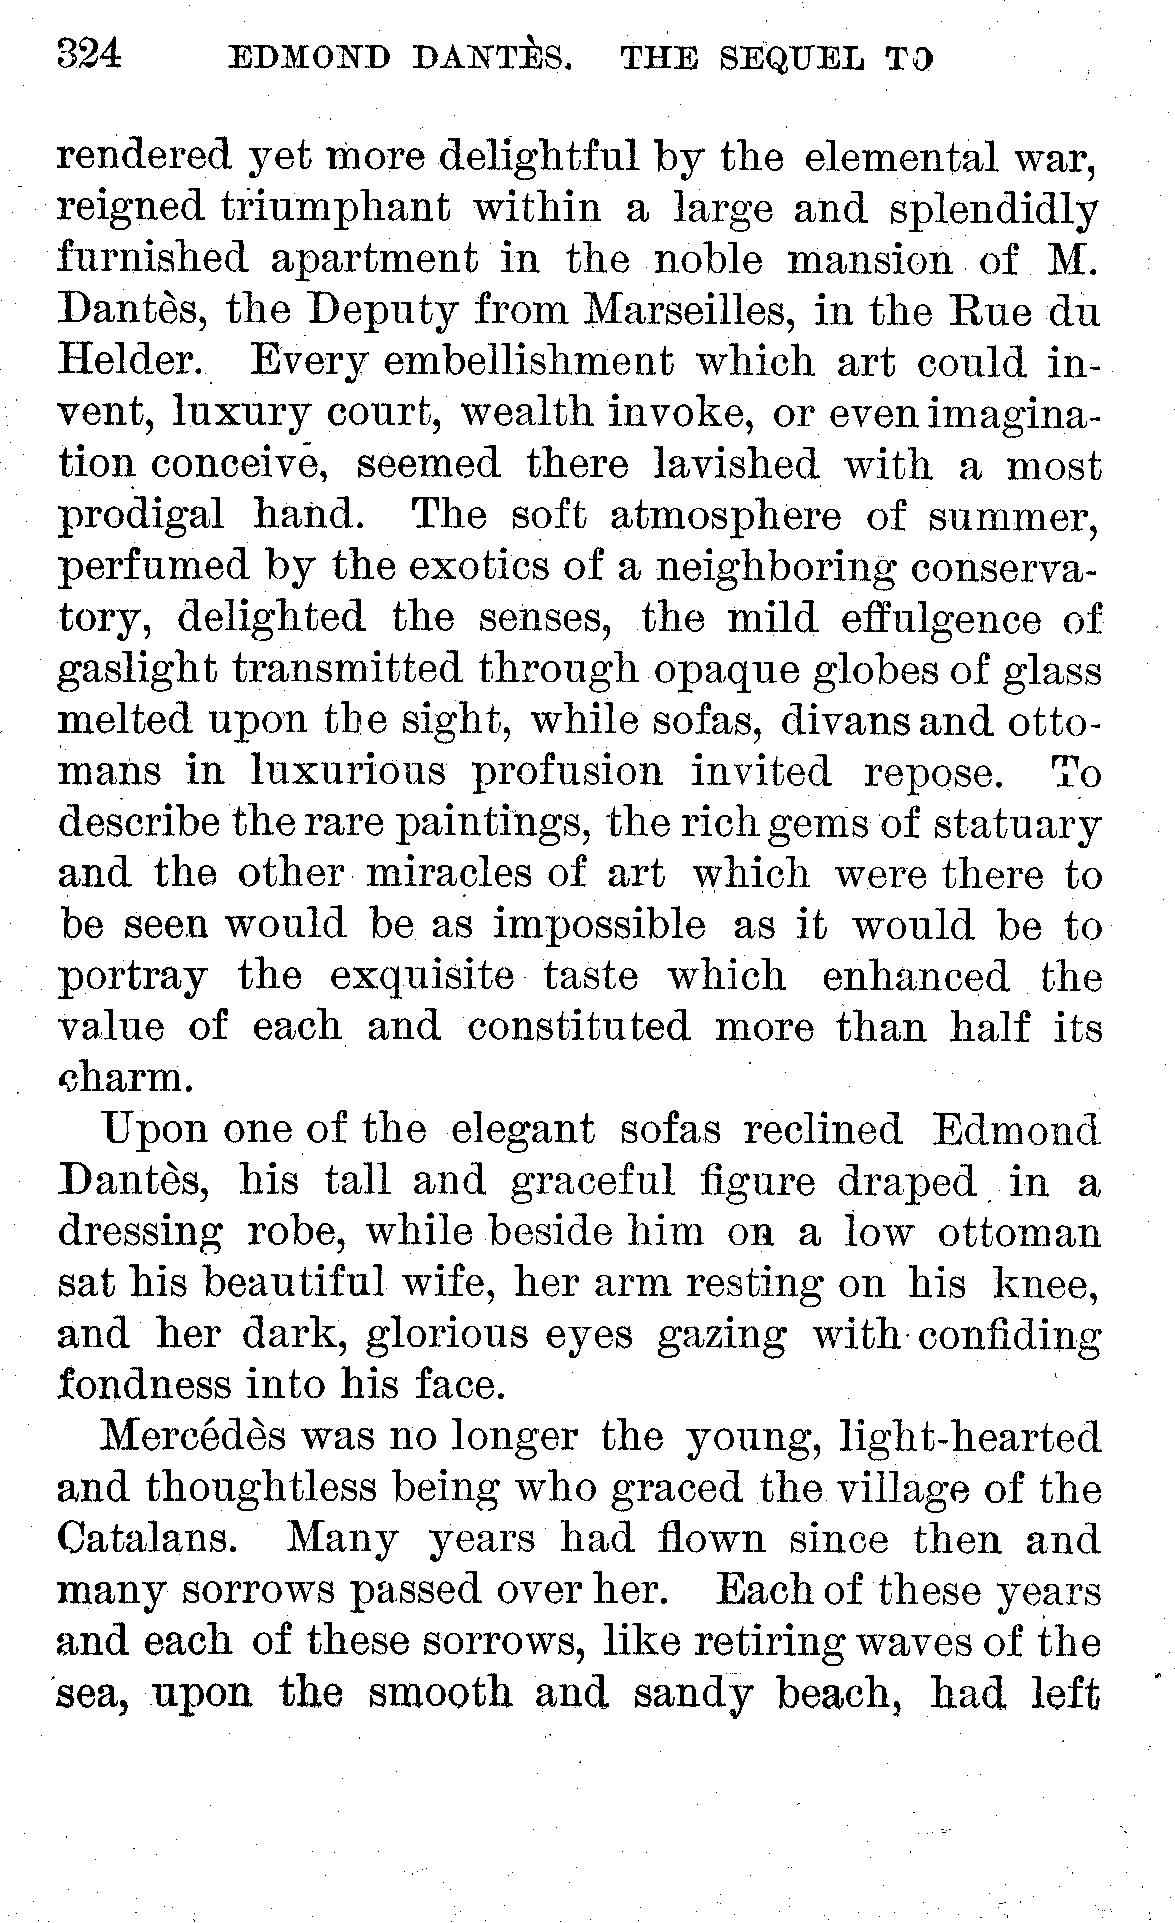 324 EDMOND DANTÈS. THE SEQUEL TO
rendered yet more delightful by the elemental war,
reigned triumphant within a large and splendidly
furnished apartment in the noble mansion of M.
Dantès, the Deputy from Marseilles, in the Rue du
Helder. Every embellishment which art could in-
vent, luxury court, wealth invoke, or even imagina-
tion conceive, seemed there lavished with a most
prodigal hand. The soft atmosphere of summer,
perfumed by the exotics of a neighboring conserva-
tory, delighted the senses, the mild effulgence of
gaslight transmitted through opaque globes of glass
melted upon the sight, while sofas, divans and otto-
mans in luxurious profusion invited repose. To
describe the rare paintings, the rich gems of statuary
and the other miracles of art which were there to
be seen would be as impossible as it would be to
portray the exquisite taste which enhanced the
value of each and constituted more than half its
charm.
Upon one of the elegant sofas reclined Edmond
Dantès, his tall and graceful figure draped in a
dressing robe, while beside him on a low ottoman
sat his beautiful wife, her arm resting on his knee,
and her dark, glorious eyes gazing with confiding
fondness into his face.
Mercédès was no longer the young, light-hearted
and thoughtless being who graced the village of the
Catalans. Many years had flown since then and
many sorrows passed over her. Each of these years
and each of these sorrows, like retiring waves of the
sea, upon the smooth and sandy beach, had left